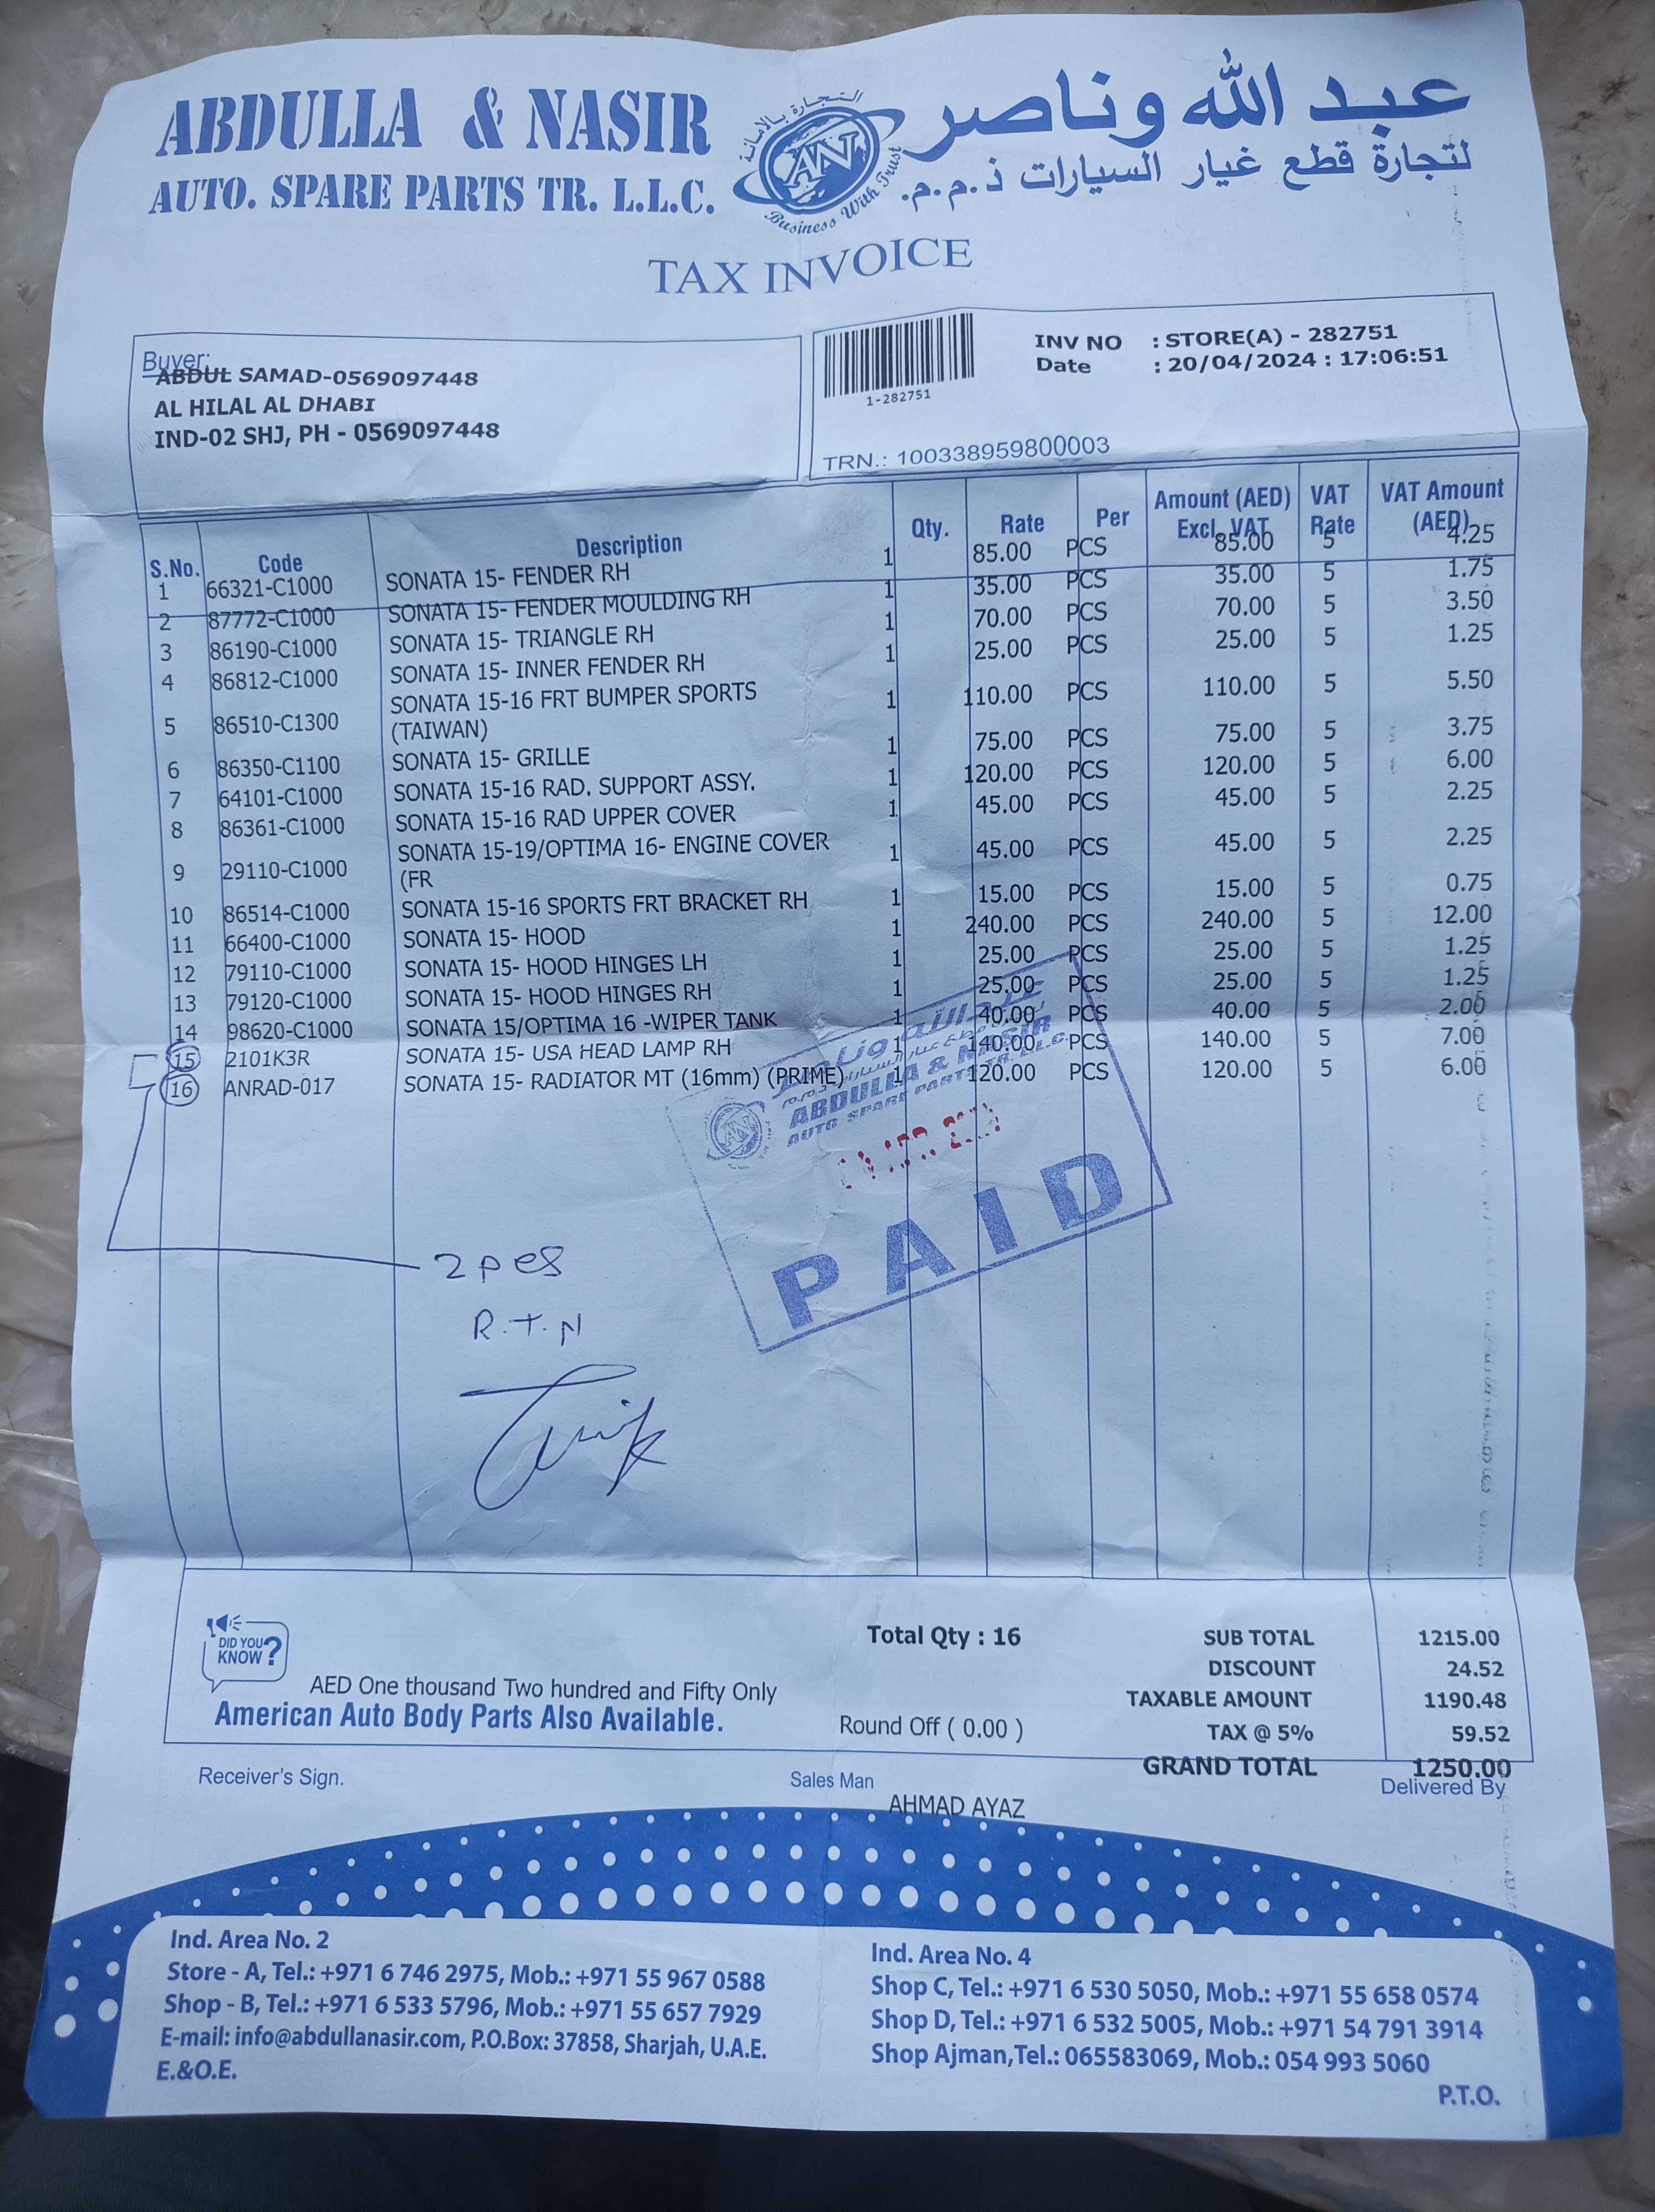 ABDULLA & NASIR
AUTO. SPARE PARTS TR. L.L.C.
التجارة بالأمانة
AN
Business With Trust
عبد الله وناصر
لتجارة قطع غيار السيارات ذ.م.م.
TAX INVOICE
Buyer:
ABDUL SAMAD-0569097448
AL HILAL AL DHABI
IND-02 SHJ, PH - 0569097448
1-282751
INV NO : STORE(A) - 282751
Date : 20/04/2024 : 17:06:51
TRN.: 100338959800003
S.No. Code Description Qty. Rate Per Amount (AED) Excl. VAT VAT Rate VAT Amount (AED)
1 66321-C1000 SONATA 15- FENDER RH 1 85.00 PCS 85.00 5 4.25
2 87772-C1000 SONATA 15- FENDER MOULDING RH 1 35.00 PCS 35.00 5 1.75
3 86190-C1000 SONATA 15- TRIANGLE RH 1 70.00 PCS 70.00 5 3.50
4 86812-C1000 SONATA 15- INNER FENDER RH 1 25.00 PCS 25.00 5 1.25
5 86510-C1300 SONATA 15-16 FRT BUMPER SPORTS 1 110.00 PCS 110.00 5 5.50
(TAIWAN)
6 86350-C1100 SONATA 15- GRILLE 1 75.00 PCS 75.00 5 3.75
7 64101-C1000 SONATA 15-16 RAD. SUPPORT ASSY. 1 120.00 PCS 120.00 5 6.00
8 86361-C1000 SONATA 15-16 RAD UPPER COVER 1 45.00 PCS 45.00 5 2.25
9 29110-C1000 SONATA 15-19/OPTIMA 16- ENGINE COVER 1 45.00 PCS 45.00 5 2.25
(FR
10 86514-C1000 SONATA 15-16 SPORTS FRT BRACKET RH 1 15.00 PCS 15.00 5 0.75
11 66400-C1000 SONATA 15- HOOD 1 240.00 PCS 240.00 5 12.00
12 79110-C1000 SONATA 15- HOOD HINGES LH 1 25.00 PCS 25.00 5 1.25
13 79120-C1000 SONATA 15- HOOD HINGES RH 1 25.00 PCS 25.00 5 1.25
14 98620-C1000 SONATA 15/OPTIMA 16 -WIPER TANK 1 40.00 PCS 40.00 5 2.00
15 2101K3R SONATA 15- USA HEAD LAMP RH 1 140.00 PCS 140.00 5 7.00
16 ANRAD-017 SONATA 15- RADIATOR MT (16mm) (PRIME) 1 120.00 PCS 120.00 5 6.00
عبد الله وناصر
ABDULLA & NASIR
AUTO SPARE PARTS TR. L.L.C.
AN
PAID
2pes
R.T.N
DID YOU KNOW?
Total Qty : 16
SUB TOTAL 1215.00
DISCOUNT 24.52
AED One thousand Two hundred and Fifty Only
TAXABLE AMOUNT 1190.48
American Auto Body Parts Also Available.
Round Off ( 0.00 )
TAX @ 5% 59.52
GRAND TOTAL 1250.00
Receiver's Sign. Sales Man Delivered By
AHMAD AYAZ
Ind. Area No. 2
Store - A, Tel.: +971 6 746 2975, Mob.: +971 55 967 0588
Shop - B, Tel.: +971 6 533 5796, Mob.: +971 55 657 7929
E-mail: info@abdullanasir.com, P.O.Box: 37858, Sharjah, U.A.E.
E.&O.E.
Ind. Area No. 4
Shop C, Tel.: +971 6 530 5050, Mob.: +971 55 658 0574
Shop D, Tel.: +971 6 532 5005, Mob.: +971 54 791 3914
Shop Ajman,Tel.: 065583069, Mob.: 054 993 5060
P.T.O.